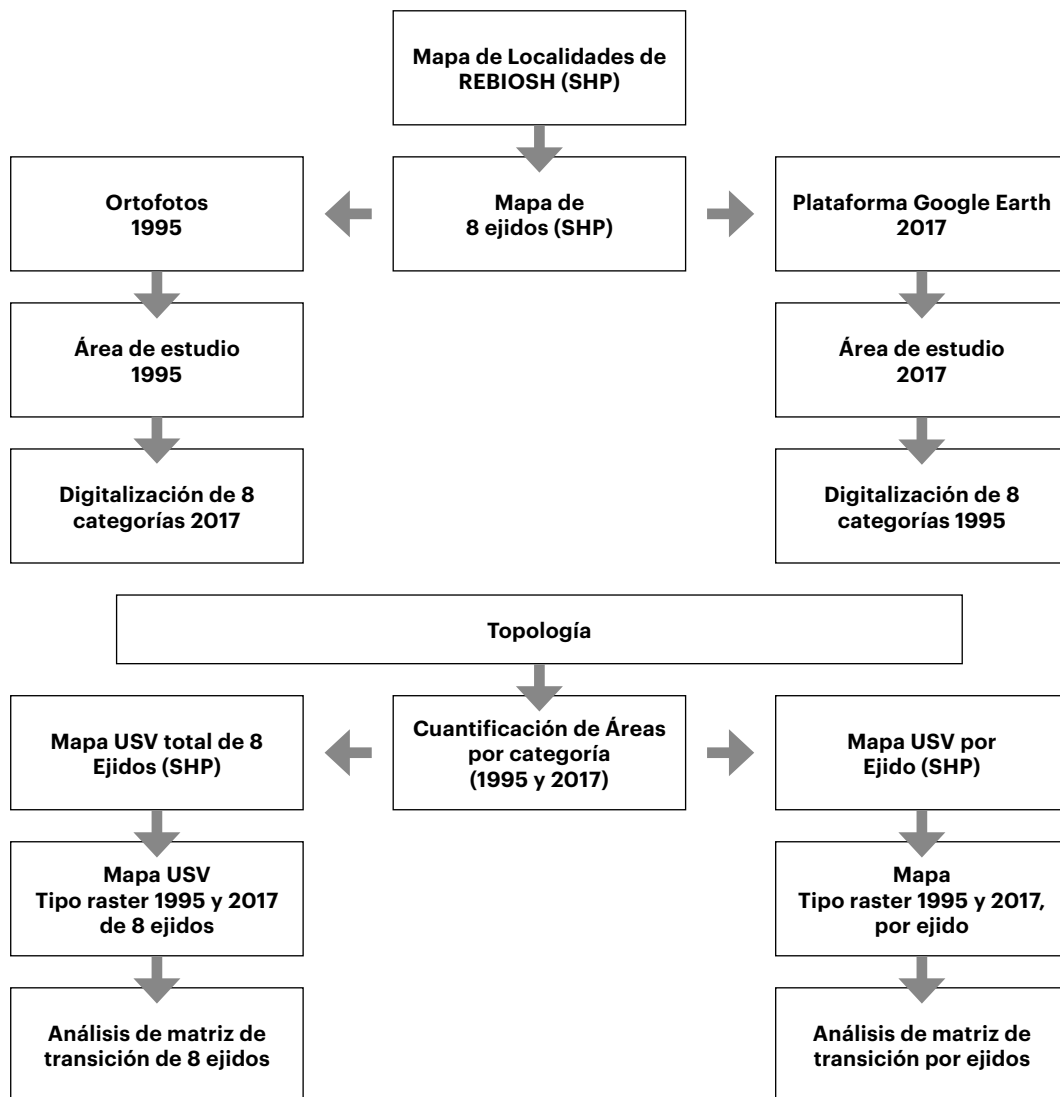 Mapa de Localidades de
REBIOSH (SHP)
Ortofotos
1995
Mapa de
8 ejidos (SHP)
Plataforma Google Earth
2017
Área de estudio
1995
Área de estudio
2017
Digitalización de 8
categorías 2017
Digitalización de 8
categorías 1995
Topología
Mapa USV total de 8
Ejidos (SHP)
Cuantificación de Áreas
por categoría
(1995 y 2017)
Mapa USV por
Ejido (SHP)
Mapa USV
Tipo raster 1995 y 2017
de 8 ejidos
Mapa
Tipo raster 1995 y 2017,
por ejido
Análisis de matriz de
transición de 8 ejidos
Análisis de matriz de
transición por ejidos